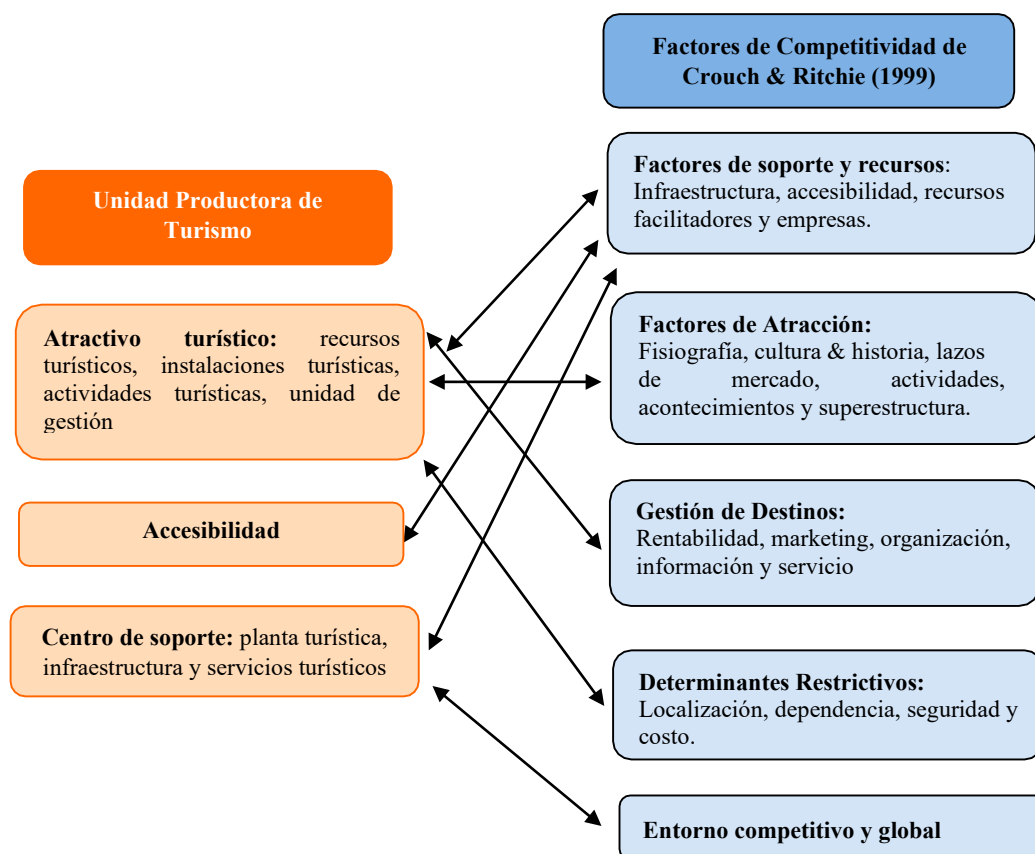 Unidad Productora de
Turismo
Atractivo turístico: recursos
turísticos, instalaciones turísticas,
actividades turísticas, unidad de
gestión
Accesibilidad
Centro de soporte: planta turística,
infraestructura y servicios turísticos
Factores de Competitividad de
Crouch & Ritchie (1999)
Factores de soporte y recursos:
Infraestructura, accesibilidad, recursos
facilitadores y empresas.
Factores de Atracción:
Fisiografía, cultura & historia, lazos
de mercado, actividades,
acontecimientos y superestructura.
Gestión de Destinos:
Rentabilidad, marketing, organización,
información y servicio
Determinantes Restrictivos:
Localización, dependencia, seguridad y
costo.
Entorno competitivo y global